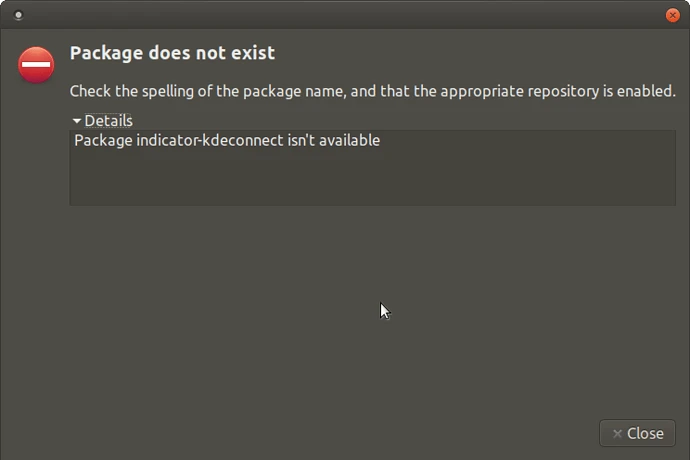 Package does not exist
Check the spelling of the package name, and that the appropriate repository is enabled.
Details
Package indicator-kdeconnect isn't available
Close